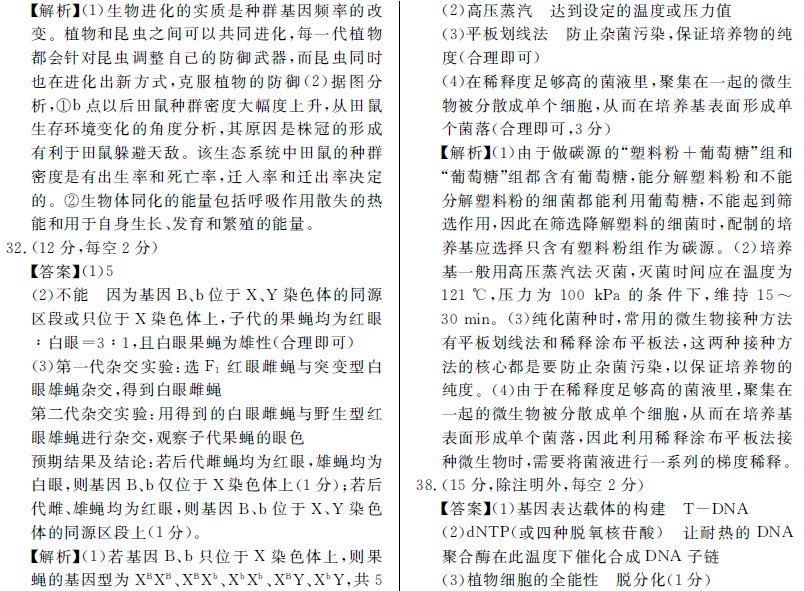 【解析】(1)生物进化的实质是种群基因频率的改
变。植物和昆虫之间可以共同进化,每一代植物
都会针对昆虫调整自己的防御武器,而昆虫同时
也在进化出新方式,克服植物的防御(2)据图分
析,①b点以后田鼠种群密度大幅度上升,从田鼠
生存环境变化的角度分析,其原因是株冠的形成
有利于田鼠躲避天敌。该生态系统中田鼠的种群
密度是有出生率和死亡率,迁入率和迁出率决定
的。②生物体同化的能量包括呼吸作用散失的热
能和用于自身生长、发育和繁殖的能量。
32.(12分,每空2分)
【答案】(1)5
(2)不能 因为基因B、b位于X、Y染色体的同源
区段或只位于X染色体上,子代的果蝇均为红眼
:白眼=3:1,且白眼果蝇为雄性(合理即可)
(3)第一代杂交实验:选F₁红眼雌蝇与突变型白
眼雄蝇杂交,得到白眼雌蝇
第二代杂交实验:用得到的白眼雌蝇与野生型红
眼雄蝇进行杂交,观察子代果蝇的眼色
预期结果及结论:若后代雌蝇均为红眼,雄蝇均为
白眼,则基因B、b仅位于X染色体上(1分);若后
代雌、雄蝇均为红眼,则基因B、b位于X、Y染色
体的同源区段上(1分)。
【解析】(1)若基因B、b只位于X染色体上,则果
蝇的基因型为XᴮXᴮ、XᴮXᵇ、XᵇXᵇ、XᴮY、XᵇY,共5
(2)高压蒸汽 达到设定的温度或压力值
(3)平板划线法 防止杂菌污染,保证培养物的纯
度(合理即可)
(4)在稀释度足够高的菌液里,聚集在一起的微生
物被分散成单个细胞,从而在培养基表面形成单
个菌落(合理即可,3分)
【解析】(1)由于做碳源的“塑料粉+葡萄糖”组和
“葡萄糖”组都含有葡萄糖,能分解塑料粉和不能
分解塑料粉的细菌都能利用葡萄糖,不能起到筛
选作用,因此在筛选降解塑料的细菌时,配制的培
养基应选择只含有塑料粉组作为碳源。(2)培养
基一般用高压蒸汽法灭菌,灭菌时间应在温度为
121 ℃,压力为 100 kPa 的条件下,维持 15～
30 min。(3)纯化菌种时,常用的微生物接种方法
有平板划线法和稀释涂布平板法,这两种接种方
法的核心都是要防止杂菌污染,以保证培养物的
纯度。(4)由于在稀释度足够高的菌液里,聚集在
一起的微生物被分散成单个细胞,从而在培养基
表面形成单个菌落,因此利用稀释涂布平板法接
种微生物时,需要将菌液进行一系列的梯度稀释。
38.(15分,除注明外,每空2分)
【答案】(1)基因表达载体的构建 T-DNA
(2)dNTP(或四种脱氧核苷酸) 让耐热的DNA
聚合酶在此温度下催化合成DNA子链
(3)植物细胞的全能性 脱分化(1分)